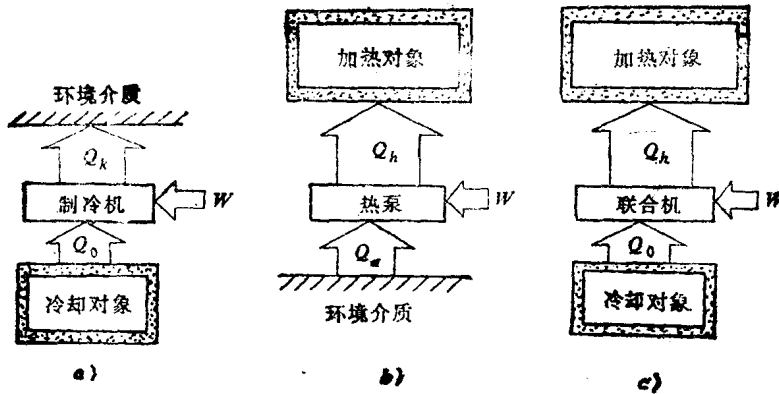 环境介质
Q_k
制冷机
W
Q_0
冷却对象
a)
加热对象
Q_h
热泵
W
Q_a
环境介质
b)
加热对象
Q_h
联合机
W
Q_0
冷却对象
c)